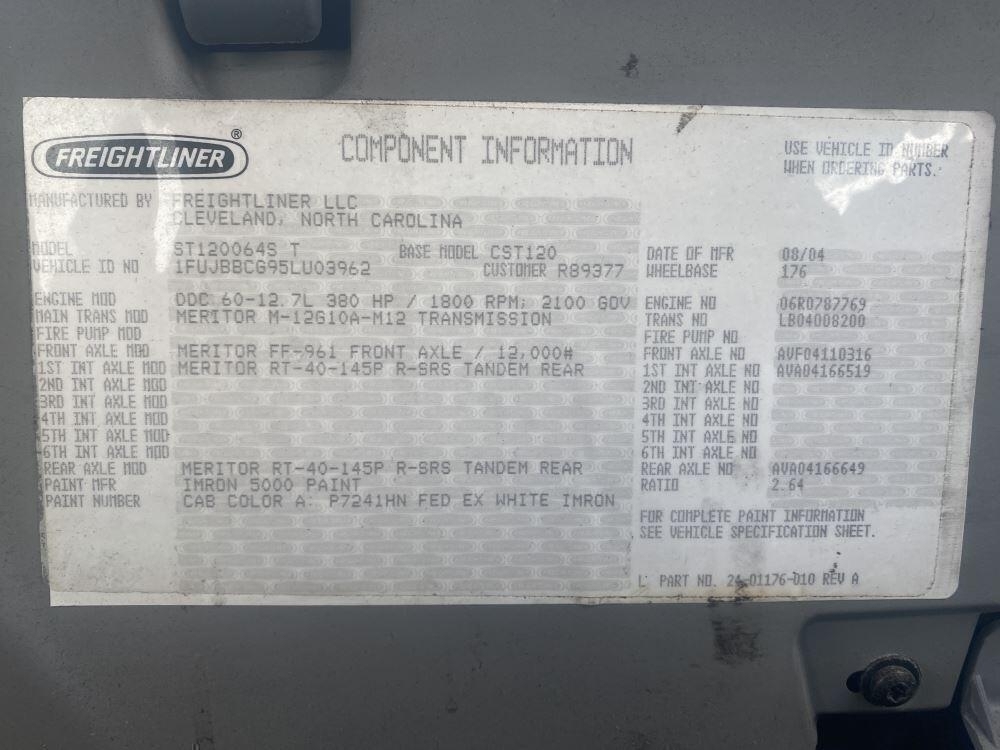 FREIGHTLINER ®
COMPONENT INFORMATION
USE VEHICLE ID NUMBER
WHEN ORDERING PARTS.
MANUFACTURED BY FREIGHTLINER LLC
CLEVELAND, NORTH CAROLINA
MODEL ST120064S T BASE MODEL CST120 DATE OF MFR 08/04
VEHICLE ID NO 1FUJBBCG95LU03962 CUSTOMER R89377 WHEELBASE 176
ENGINE MOD DDC 60-12.7L 380 HP / 1800 RPM; 2100 GOV ENGINE NO 06R0787769
MAIN TRANS MOD MERITOR M-12G10A-M12 TRANSMISSION TRANS NO LB04008200
FIRE PUMP MOD FIRE PUMP NO
FRONT AXLE MOD MERITOR FF-961 FRONT AXLE / 12,000# FRONT AXLE NO AVF04110316
1ST INT AXLE MOD MERITOR RT-40-145P R-SRS TANDEM REAR 1ST INT AXLE NO AVA04166519
2ND INT AXLE MOD 2ND INT AXLE NO
3RD INT AXLE MOD 3RD INT AXLE NO
4TH INT AXLE MOD 4TH INT AXLE NO
5TH INT AXLE MOD 5TH INT AXLE NO
6TH INT AXLE MOD 6TH INT AXLE NO
REAR AXLE MOD MERITOR RT-40-145P R-SRS TANDEM REAR REAR AXLE NO AVA04166649
PAINT MFR IMRON 5000 PAINT RATIO 2.64
PAINT NUMBER CAB COLOR A: P7241HN FED EX WHITE IMRON
FOR COMPLETE PAINT INFORMATION
SEE VEHICLE SPECIFICATION SHEET.
PART NO. 24-01176-010 REV A